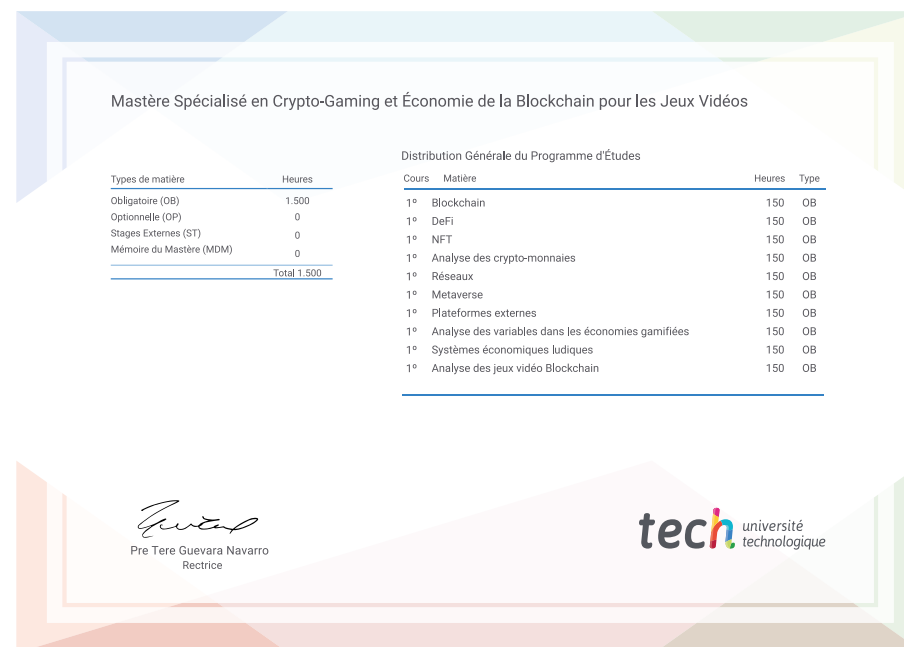 Mastère Spécialisé en Crypto-Gaming et Économie de la Blockchain pour les Jeux Vidéos
Types de matière Heures
Obligatoire (OB) 1.500
Optionnelle (OP) 0
Stages Externes (ST) 0
Mémoire du Mastère (MDM) 0
Total 1.500
Distribution Générale du Programme d'Études
Cours Matière Heures Type
1º Blockchain 150 OB
1º DeFi 150 OB
1º NFT 150 OB
1º Analyse des crypto-monnaies 150 OB
1º Réseaux 150 OB
1º Metaverse 150 OB
1º Plateformes externes 150 OB
1º Analyse des variables dans les économies gamifiées 150 OB
1º Systèmes économiques ludiques 150 OB
1º Analyse des jeux vidéo Blockchain 150 OB
Pre Tere Guevara Navarro
Rectrice
tech université
technologique